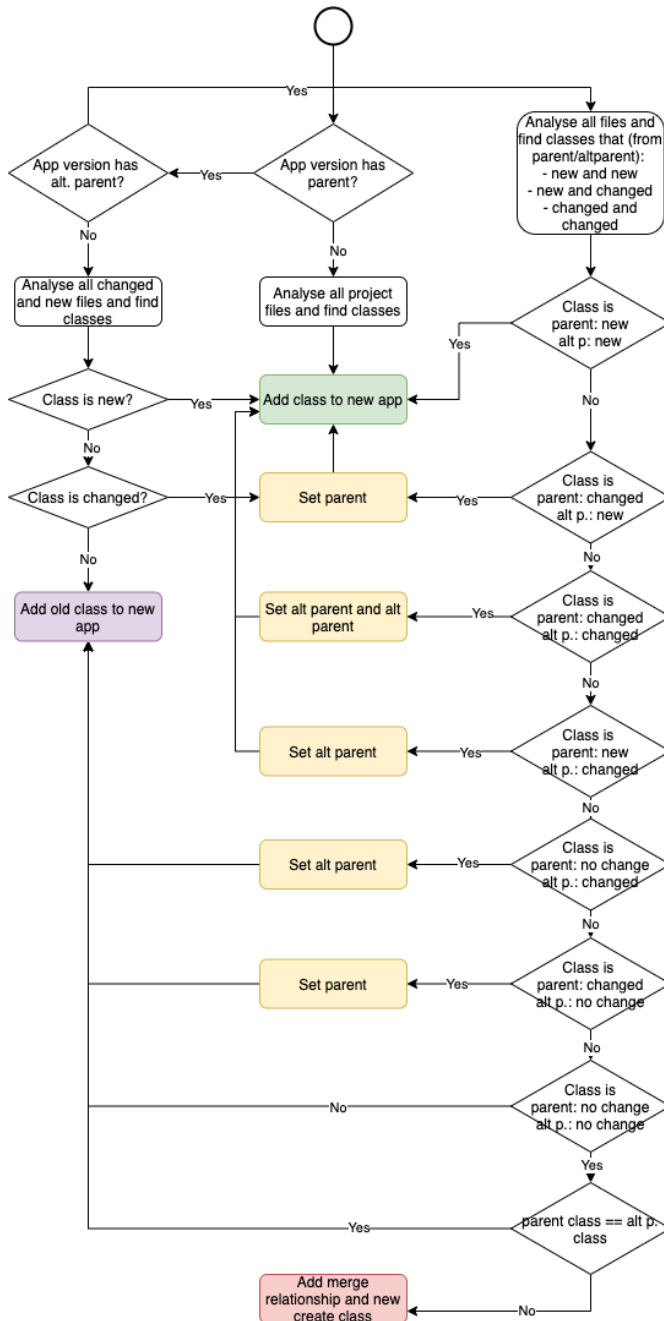 Yes
App version has
alt. parent?
Yes
App version has
parent?
Analyse all files and
find classes that (from
parent/altparent):
- new and new
- new and changed
- changed and
changed
No
No
Analyse all changed
and new files and find
classes
Analyse all project
files and find classes
Class is
parent: new
alt p: new
Yes
Class is new?
Yes
Add class to new app
No
No
Class is changed?
Yes
Set parent
Yes
Class is
parent: changed
alt p.: new
No
No
Add old class to new
app
Set alt parent and alt
parent
Yes
Class is
parent: changed
alt p.: changed
No
Set alt parent
Yes
Class is
parent: new
alt p.: changed
No
Set alt parent
Yes
Class is
parent: no change
alt p.: changed
No
Set parent
Yes
Class is
parent: changed
alt p.: no change
No
No
Class is
parent: no change
alt p.: no change
Yes
Yes
parent class == alt p.
class
Add merge
relationship and new
create class
No